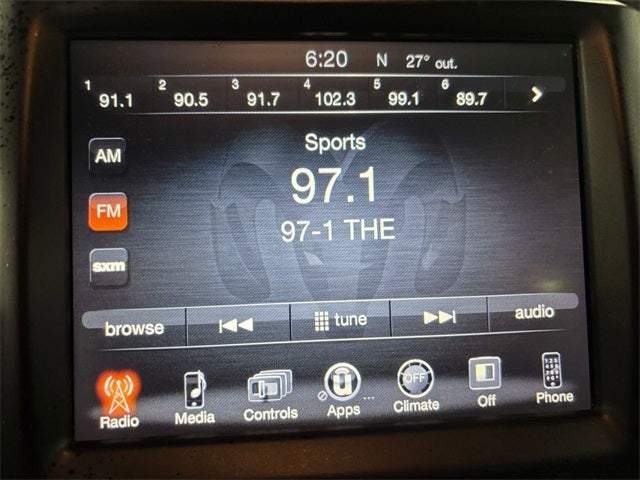 6:20 N 27° out.
1 91.1 2 90.5 3 91.7 4 102.3 5 99.1 6 89.7
AM
Sports
97.1
FM
97-1 THE
sxm
browse tune audio
OFF
Radio Media Controls Apps ... Climate Off Phone